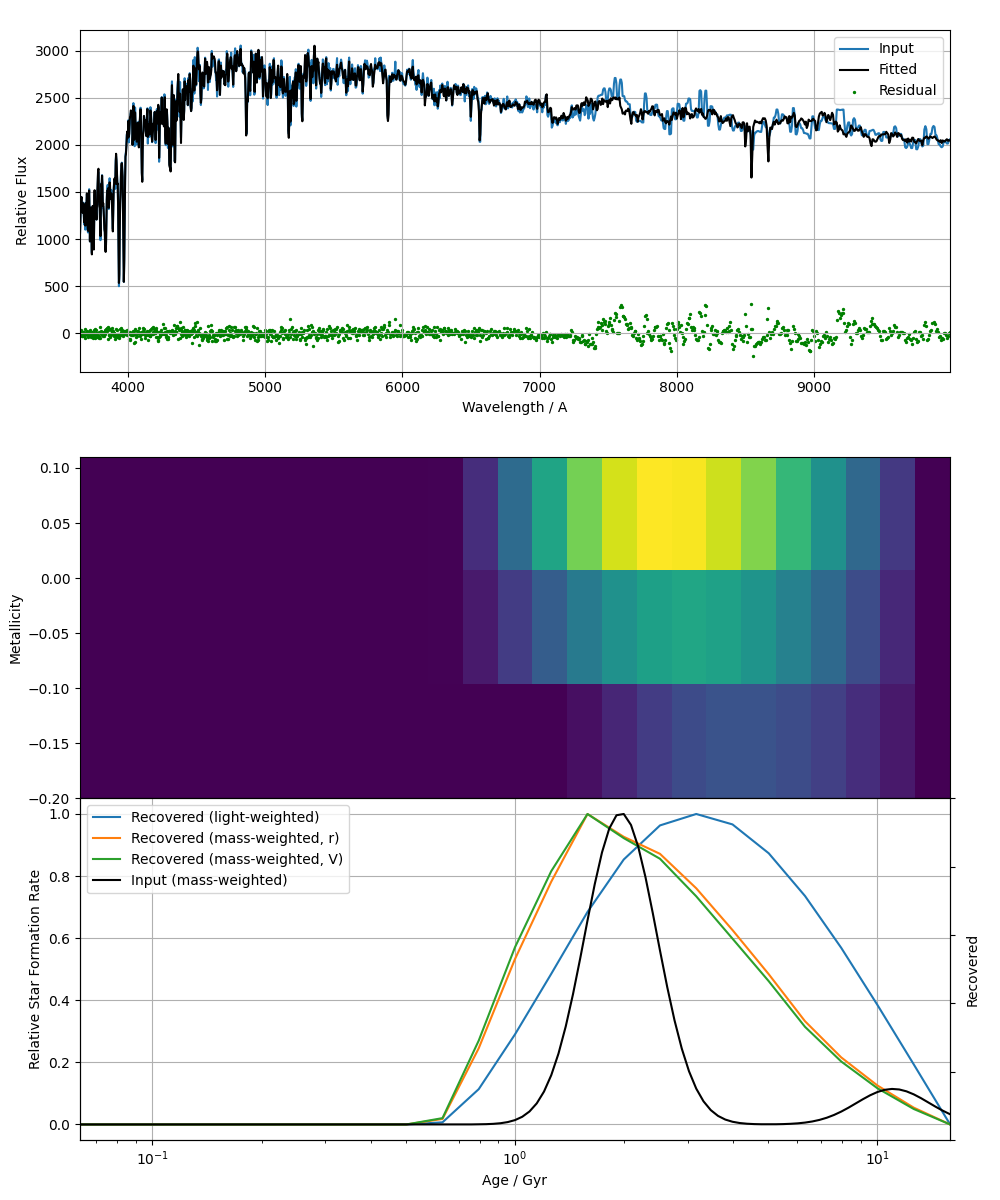 3000
2500
2000
1500
1000
500
0
Relative Flux
Input
Fitted
Residual
4000 5000 6000 7000 8000 9000
Wavelength / A
0.10
0.05
0.00
−0.05
−0.10
−0.15
−0.20
Metallicity
Recovered (light-weighted)
Recovered (mass-weighted, r)
Recovered (mass-weighted, V)
Input (mass-weighted)
1.0
0.8
0.6
0.4
0.2
0.0
Relative Star Formation Rate
Recovered
10⁻¹ 10⁰ 10¹
Age / Gyr